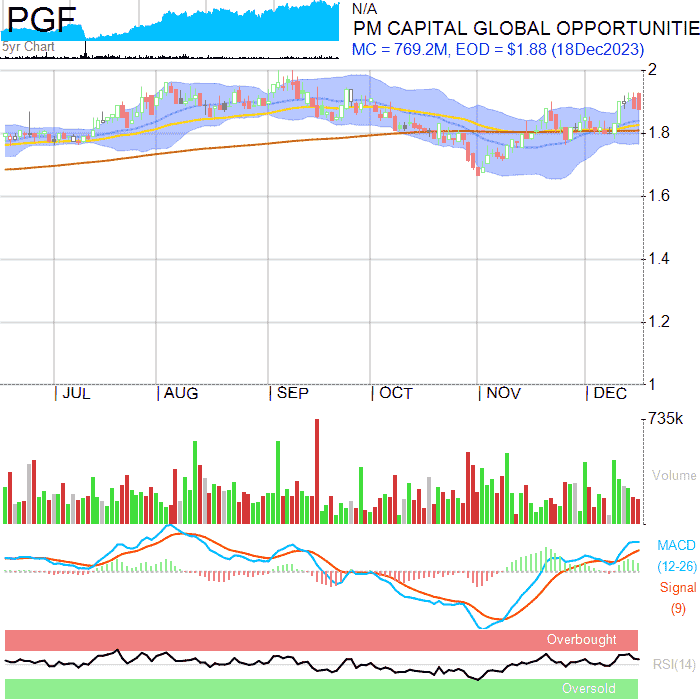 PGF
5yr Chart
N/A
PM CAPITAL GLOBAL OPPORTUNITIE
MC = 769.2M, EOD = $1.88 (18Dec2023)
2
1.8
1.6
1.4
1.2
1
JUL AUG SEP OCT NOV DEC
735k
Volume
MACD
(12-26)
Signal
(9)
Overbought
RSI(14)
Oversold